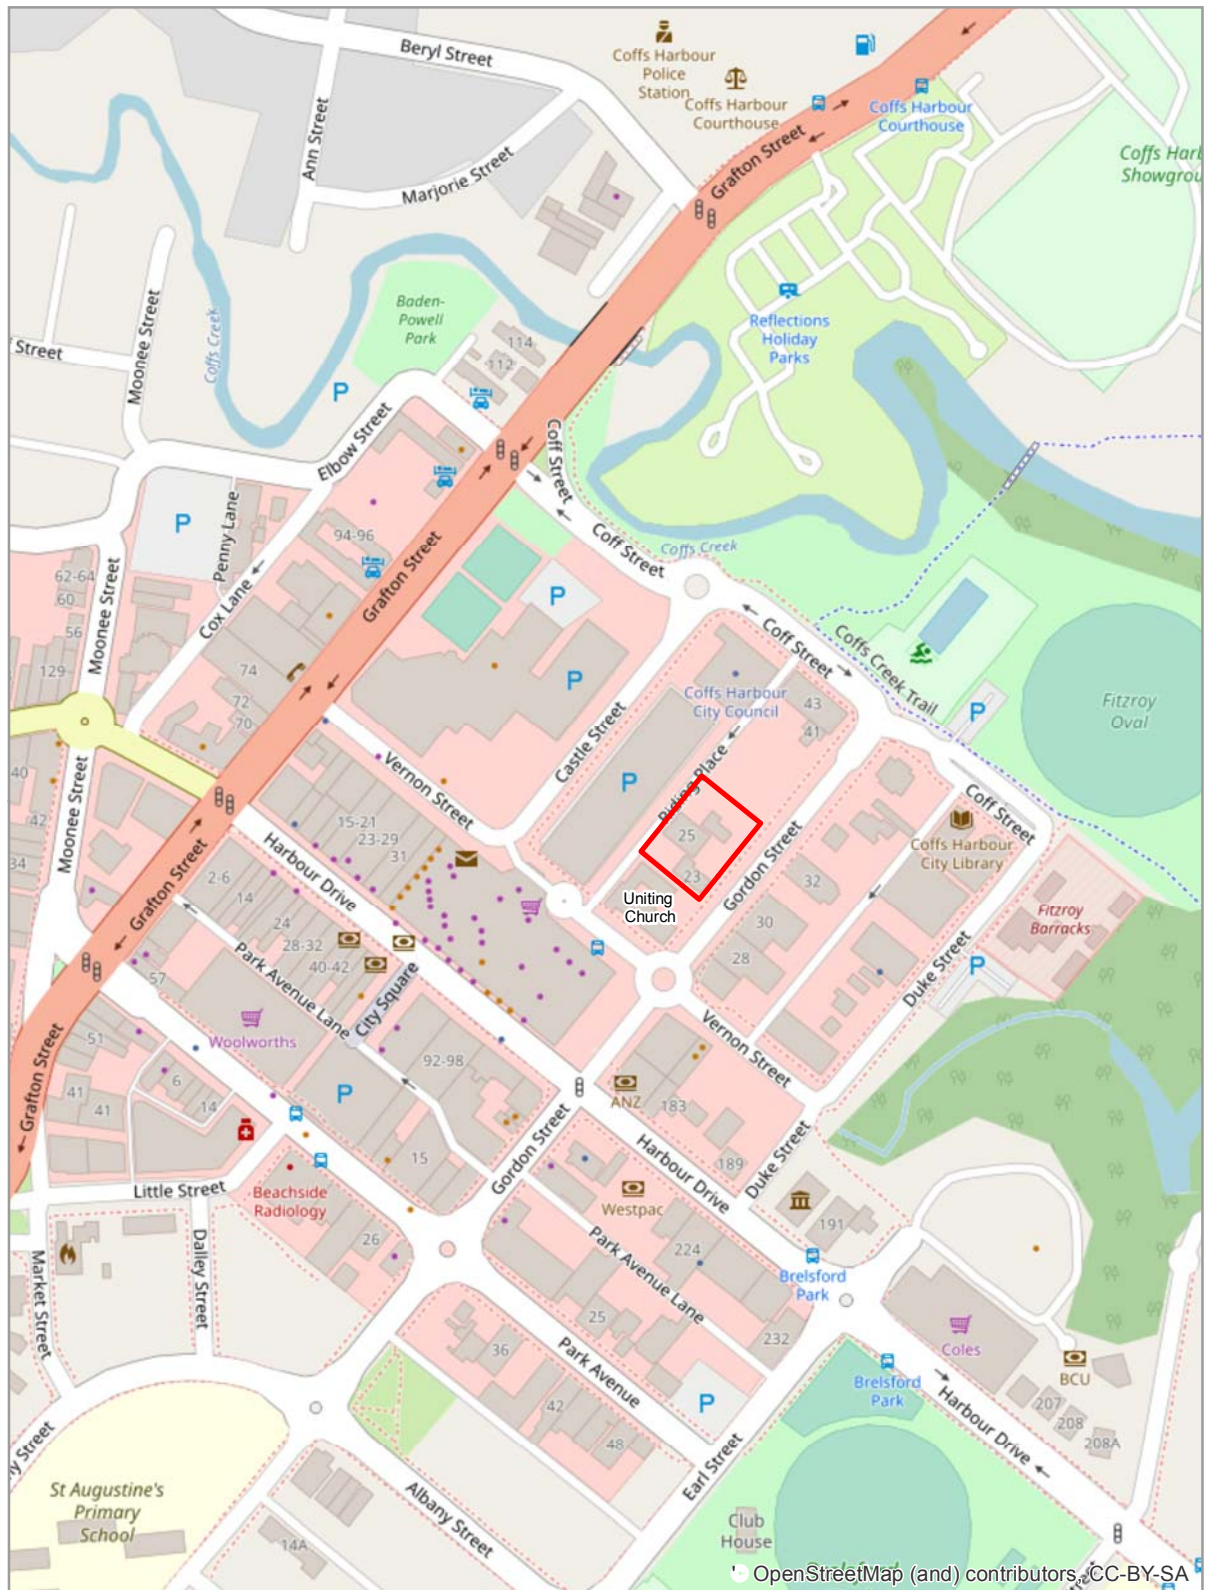 Beryl Street
Coffs Harbour
Police
Station
Coffs Harbour
Courthouse
Coffs Harbour
Courthouse
Ann Street
Marjorie Street
Grafton Street
Coffs Harl
Showgrou
Moonee Street
Street
Coffs Creek
Baden-
Powell
Park
114
112
Reflections
Holiday
Parks
P
Elbow Street
Coff Street
P
Penny Lane
94-96
Coff Street
Coffs Creek
62-64
60
56
Moonee Street
Cox Lane
Grafton Street
P
129
74
72
70
P
Coff Street
Coffs Creek Trail
Coffs Harbour
City Council
43
41
P
Fitzroy
Oval
Castle Street
Vernon Street
P
Riding Place
40
42
34
Moonee Street
15-21
23-29
31
25
23
Gordon Street
Coff Street
Coffs Harbour
City Library
Harbour Drive
2-6
14
24
28-32
40-42
Grafton Street
Uniting
Church
32
30
28
Fitzroy
Barracks
57
Park Avenue Lane
City Square
Duke Street
P
Woolworths
Vernon Street
51
Grafton Street
92-98
P
41
41
6
14
ANZ
183
Gordon Street
15
Harbour Drive
189
Duke Street
Little Street
Beachside
Radiology
Westpac
191
26
Park Avenue Lane
224
Brelsford
Park
Market Street
Dalley Street
25
232
Coles
36
Park Avenue
BCU
42
P
Brelsford
Park
Harbour Drive
207
208
208A
48
Earl Street
ny Street
St Augustine's
Primary
School
Albany Street
14A
Club
House
Brelsford
OpenStreetMap (and) contributors, CC-BY-SA